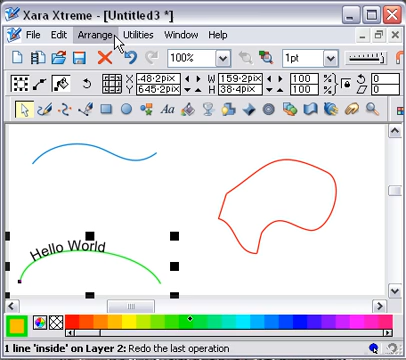 Xara Xtreme - [Untitled3 *]
File Edit Arrange Utilities Window Help
100% 1pt
X 48·2pix W 159·2pix 100 0
Y 645·2pix H 38·4pix 100 0
Aa
Hello World
1 line 'inside' on Layer 2: Redo the last operation